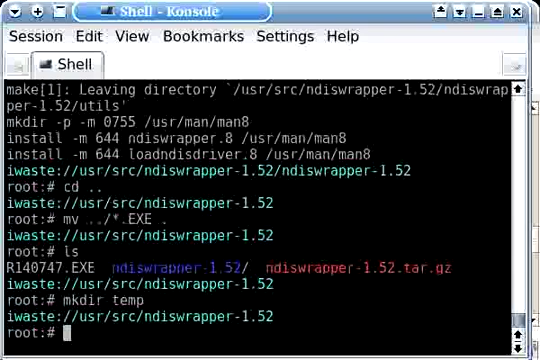 Shell - Konsole
Session Edit View Bookmarks Settings Help
Shell
make[1]: Leaving directory `/usr/src/ndiswrapper-1.52/ndiswrap
per-1.52/utils'
mkdir -p -m 0755 /usr/man/man8
install -m 644 ndiswrapper.8 /usr/man/man8
install -m 644 loadndisdriver.8 /usr/man/man8
iwaste://usr/src/ndiswrapper-1.52/ndiswrapper-1.52
root:# cd ..
iwaste://usr/src/ndiswrapper-1.52
root:# mv ../*.EXE .
iwaste://usr/src/ndiswrapper-1.52
root:# ls
R140747.EXE ndiswrapper-1.52/ ndiswrapper-1.52.tar.gz
iwaste://usr/src/ndiswrapper-1.52
root:# mkdir temp
iwaste://usr/src/ndiswrapper-1.52
root:#